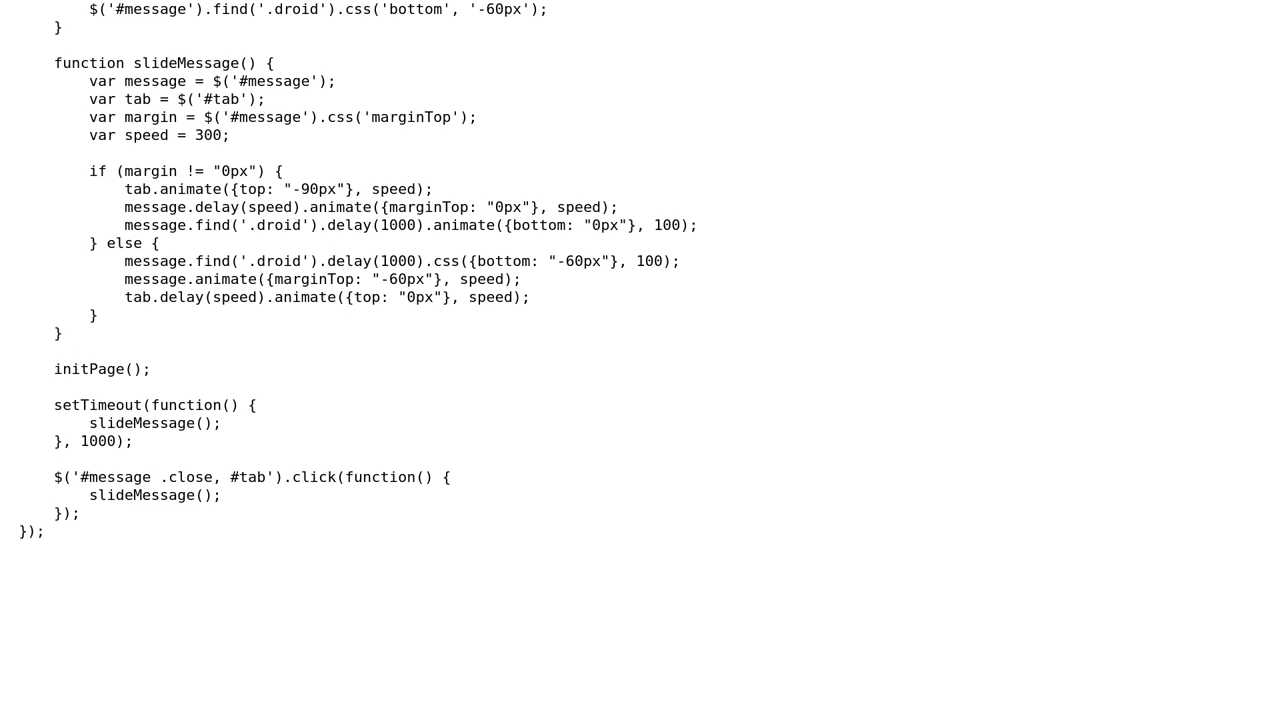 $('#message').find('.droid').css('bottom', '-60px');
    }

    function slideMessage() {
        var message = $('#message');
        var tab = $('#tab');
        var margin = $('#message').css('marginTop');
        var speed = 300;

        if (margin != "0px") {
            tab.animate({top: "-90px"}, speed);
            message.delay(speed).animate({marginTop: "0px"}, speed);
            message.find('.droid').delay(1000).animate({bottom: "0px"}, 100);
        } else {
            message.find('.droid').delay(1000).css({bottom: "-60px"}, 100);
            message.animate({marginTop: "-60px"}, speed);
            tab.delay(speed).animate({top: "0px"}, speed);
        }
    }

    initPage();

    setTimeout(function() {
        slideMessage();
    }, 1000);

    $('#message .close, #tab').click(function() {
        slideMessage();
    });
});